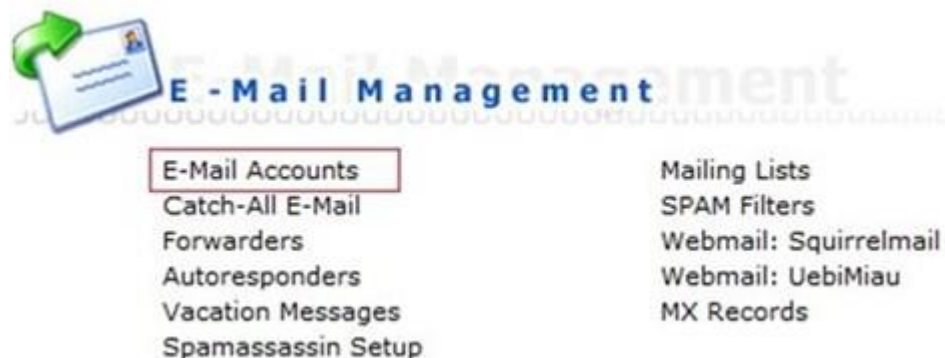 E-Mail Management
E-Mail Accounts
Catch-All E-Mail
Forwarders
Autoresponders
Vacation Messages
Spamassassin Setup
Mailing Lists
SPAM Filters
Webmail: Squirrelmail
Webmail: UebiMiau
MX Records